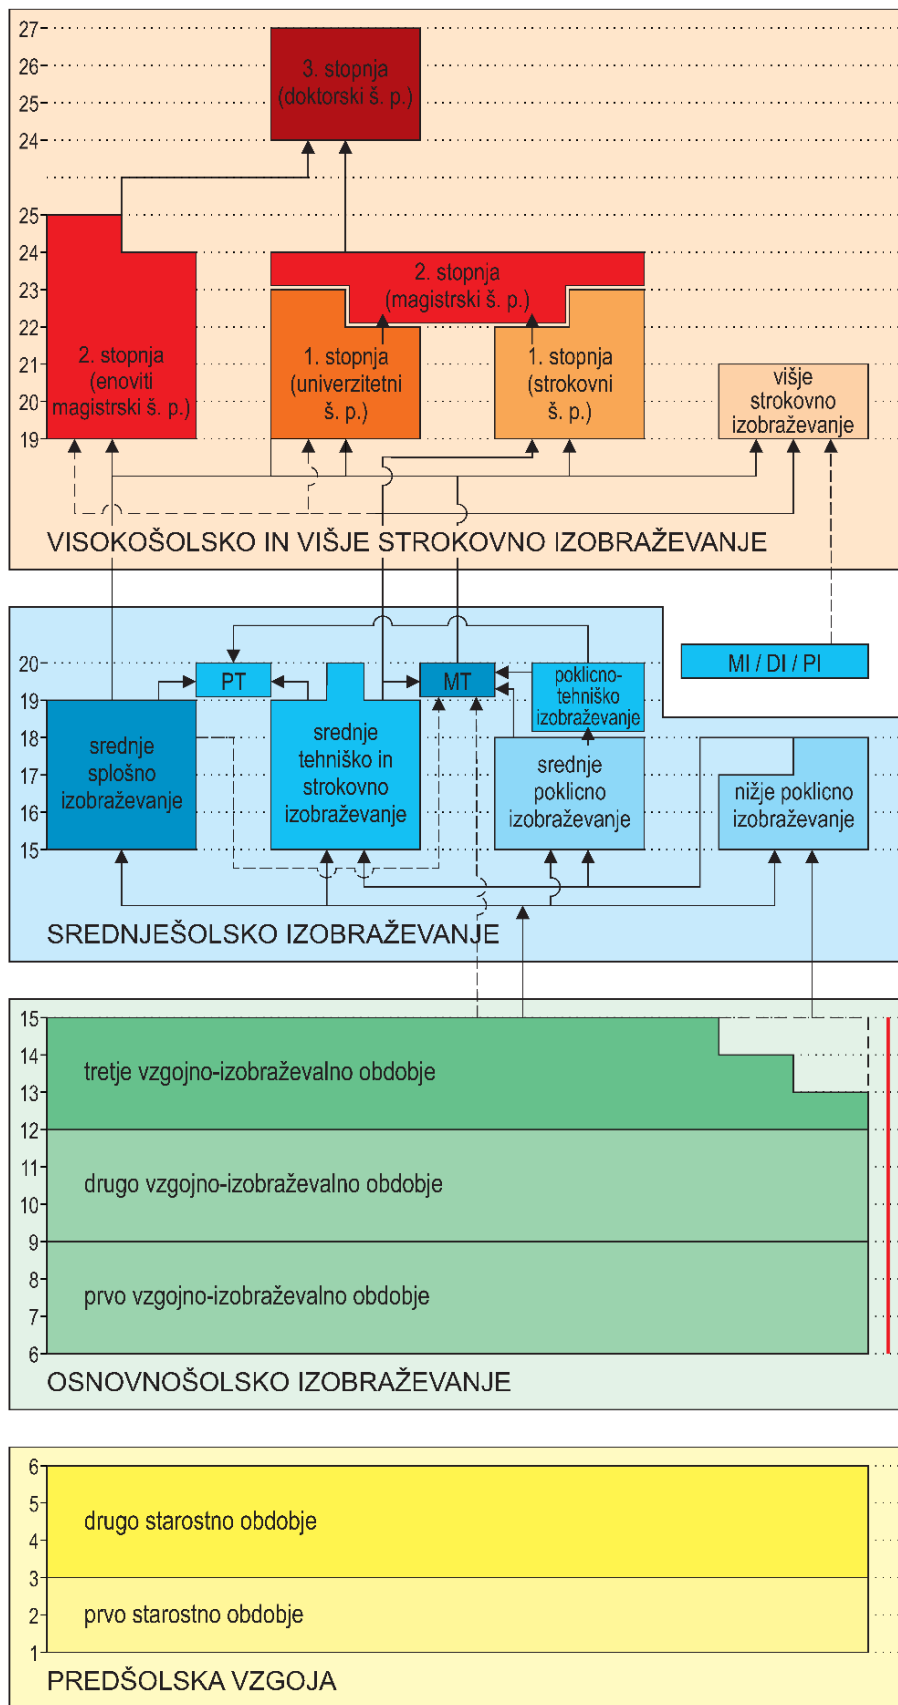 27
26
25
24
3. stopnja
(doktorski š. p.)
25
24
23
22
21
20
19
2. stopnja
(enoviti
magistrski š. p.)
2. stopnja
(magistrski š. p.)
1. stopnja
(univerzitetni
š. p.)
1. stopnja
(strokovni
š. p.)
višje
strokovno
izobraževanje
VISOKOŠOLSKO IN VIŠJE STROKOVNO IZOBRAŽEVANJE
MI / DI / PI
20
19
18
17
16
15
PT
MT
poklicno-
tehniško
izobraževanje
srednje
splošno
izobraževanje
srednje
tehniško in
strokovno
izobraževanje
srednje
poklicno
izobraževanje
nižje poklicno
izobraževanje
SREDNJEŠOLSKO IZOBRAŽEVANJE
15
14
13
12
11
10
9
8
7
6
tretje vzgojno-izobraževalno obdobje
drugo vzgojno-izobraževalno obdobje
prvo vzgojno-izobraževalno obdobje
OSNOVNOŠOLSKO IZOBRAŽEVANJE
6
5
4
3
2
1
drugo starostno obdobje
prvo starostno obdobje
PREDŠOLSKA VZGOJA